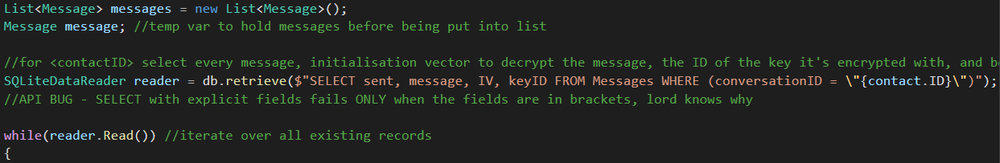 List<Message> messages = new List<Message>();
Message message; //temp var to hold messages before being put into list
//for <contactID> select every message, initialisation vector to decrypt the message, the ID of the key it's encrypted with, and
SQLiteDataReader reader = db.retrieve($"SELECT sent, message, IV, keyID FROM Messages WHERE (conversationID = \"{contact.ID}\")");
//API BUG - SELECT with explicit fields fails ONLY when the fields are in brackets, lord knows why
while(reader.Read()) //iterate over all existing records
{